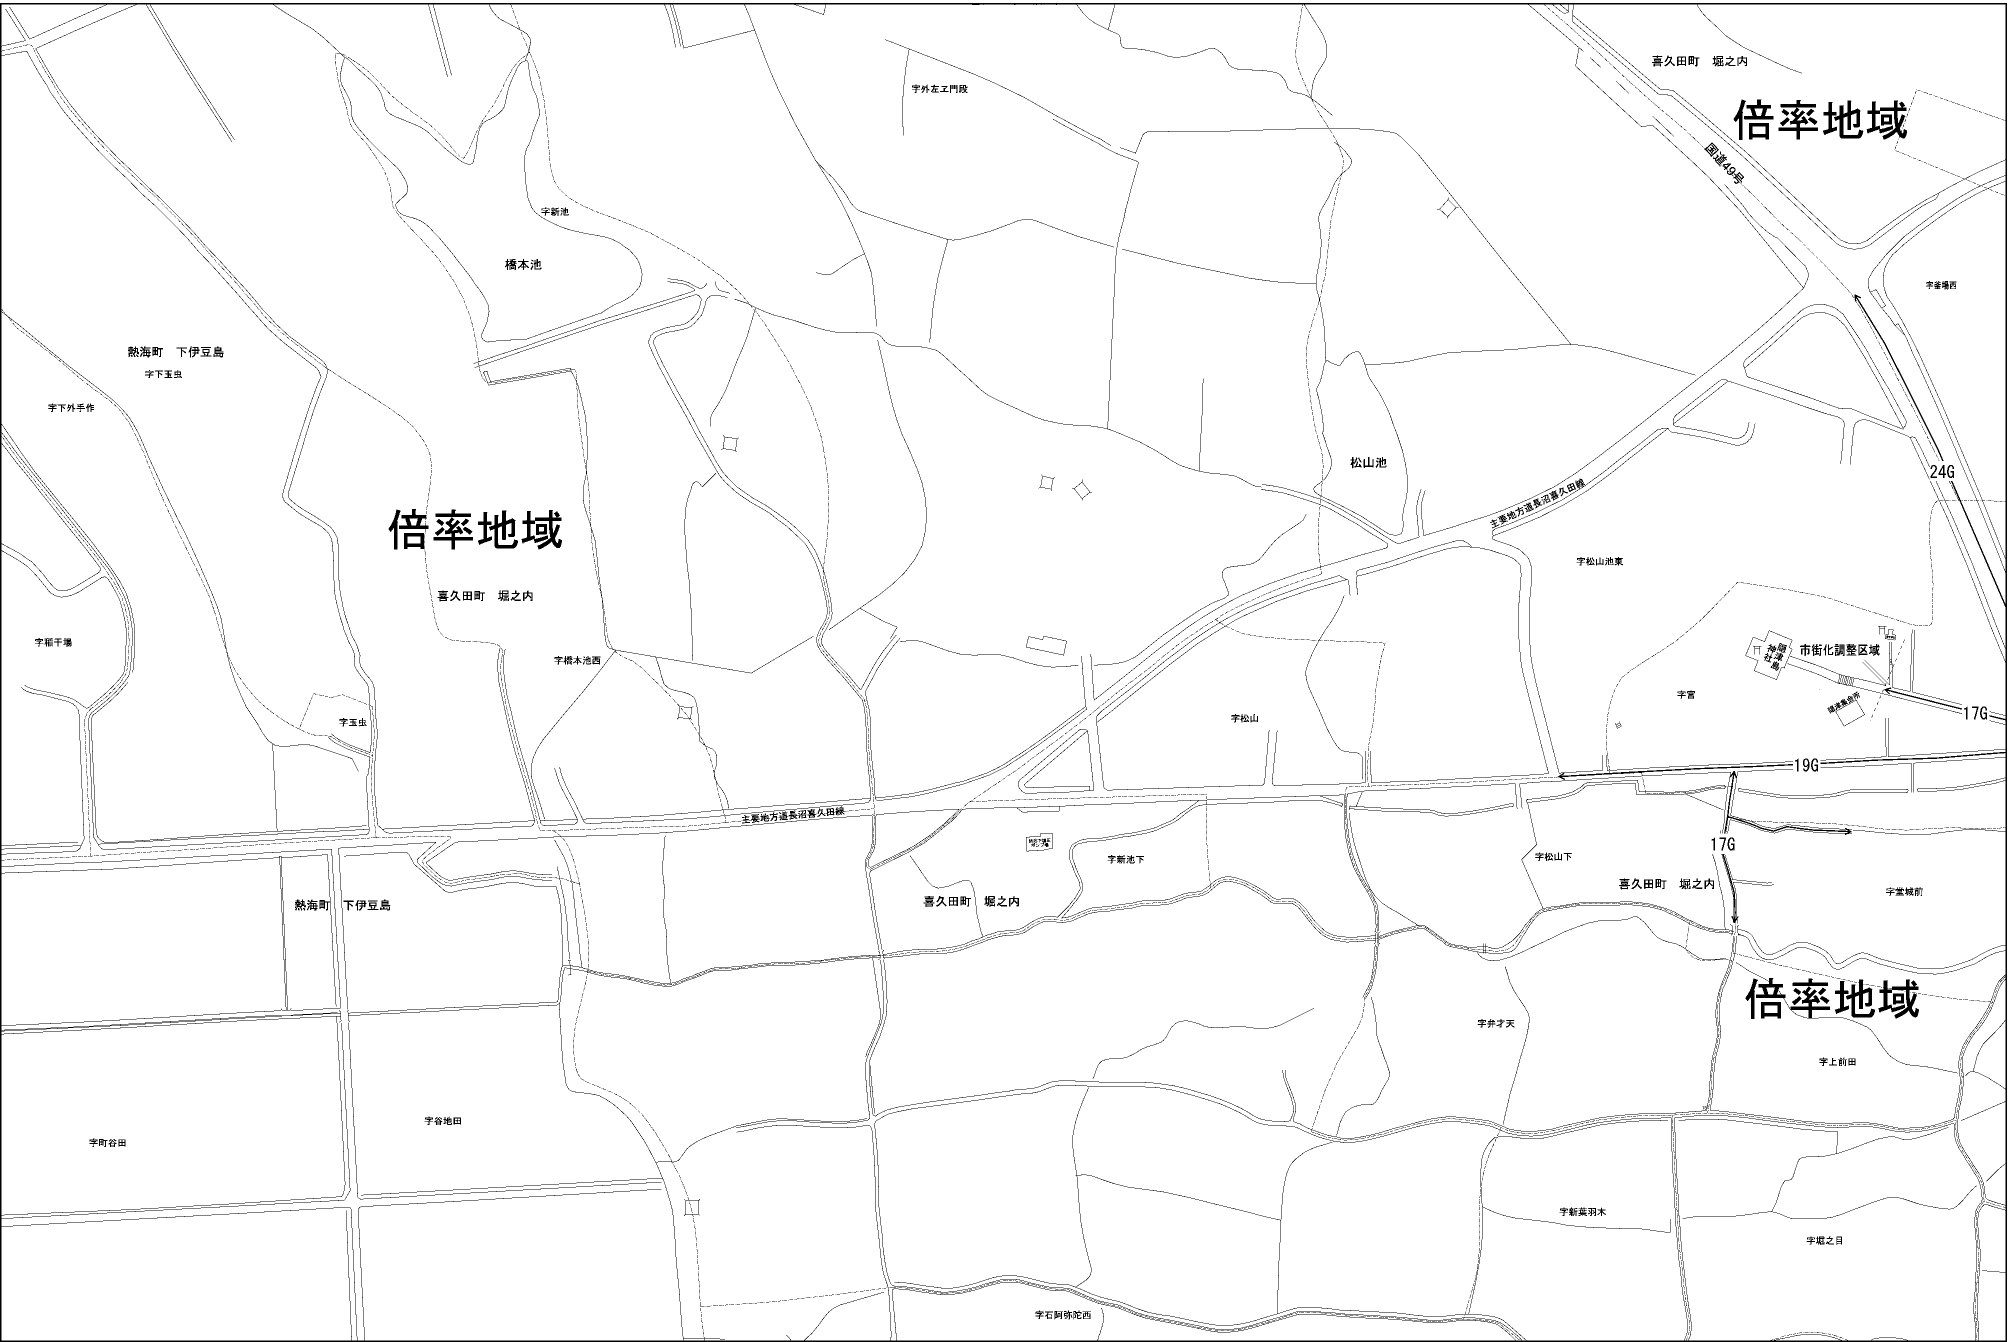 喜久田町　堀之内
字外左ヱ門段
倍率地域
国道49号
字新池
橋本池
字釜場西
熱海町　下伊豆島
字下玉虫
字下外手作
松山池
24G
主要地方道長沼喜久田線
倍率地域
字松山池東
喜久田町　堀之内
字稲干場
市街化調整区域
字橋本池西
字宮
17G
字松山
字玉虫
19G
主要地方道長沼喜久田線
17G
字新池下
字松山下
喜久田町　堀之内
字堂城前
喜久田町　堀之内
熱海町　下伊豆島
倍率地域
字弁才天
字上前田
字谷地田
字町谷田
字新葉羽木
字堀之目
字石阿弥陀西